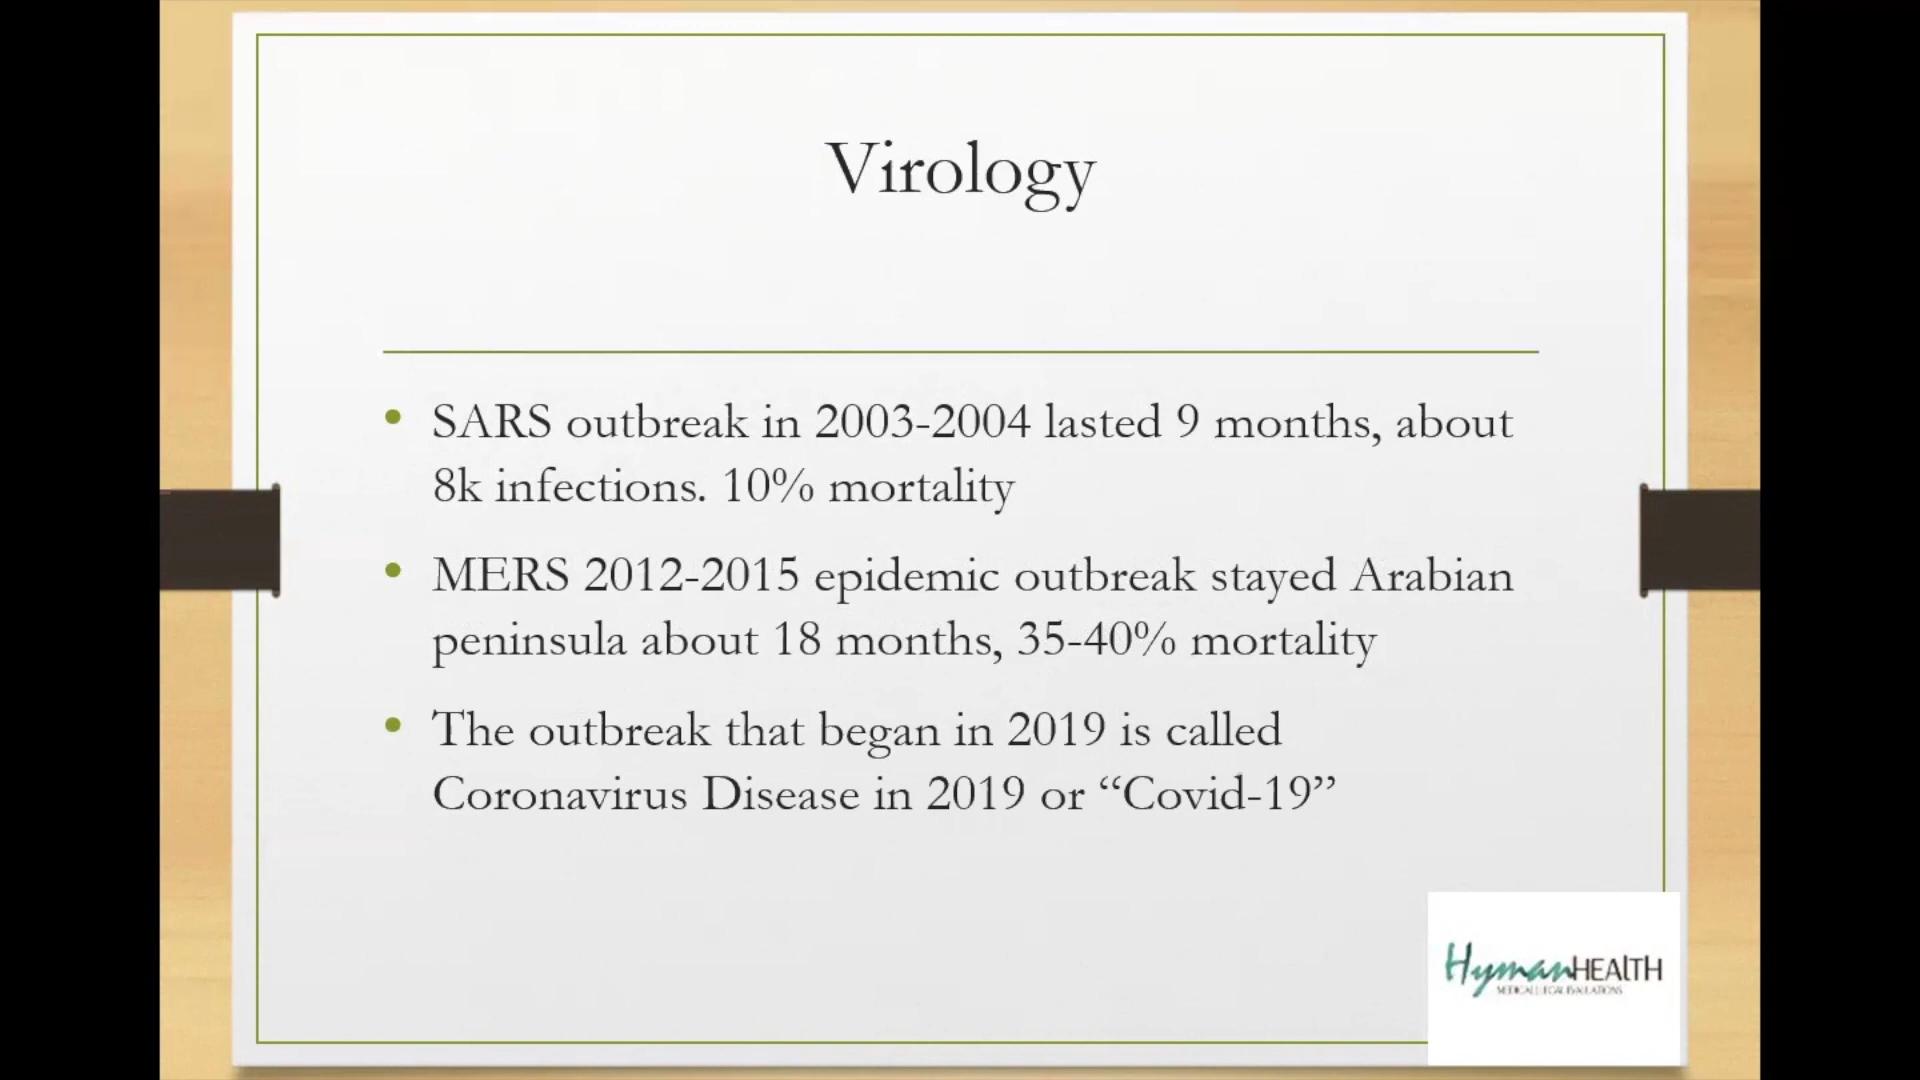 Virology
• SARS outbreak in 2003-2004 lasted 9 months, about
8k infections. 10% mortality
• MERS 2012-2015 epidemic outbreak stayed Arabian
peninsula about 18 months, 35-40% mortality
• The outbreak that began in 2019 is called
Coronavirus Disease in 2019 or “Covid-19”
HymanHEALTH